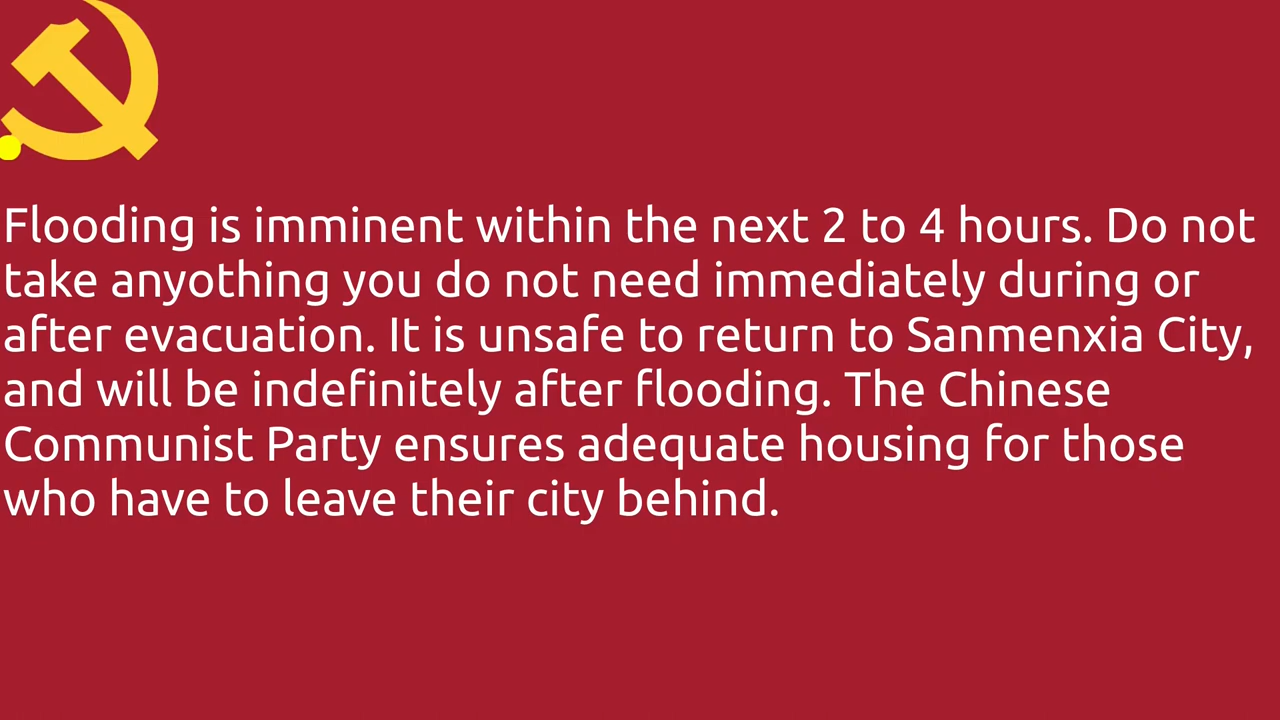 Flooding is imminent within the next 2 to 4 hours. Do not
take anyothing you do not need immediately during or
after evacuation. It is unsafe to return to Sanmenxia City,
and will be indefinitely after flooding. The Chinese
Communist Party ensures adequate housing for those
who have to leave their city behind.